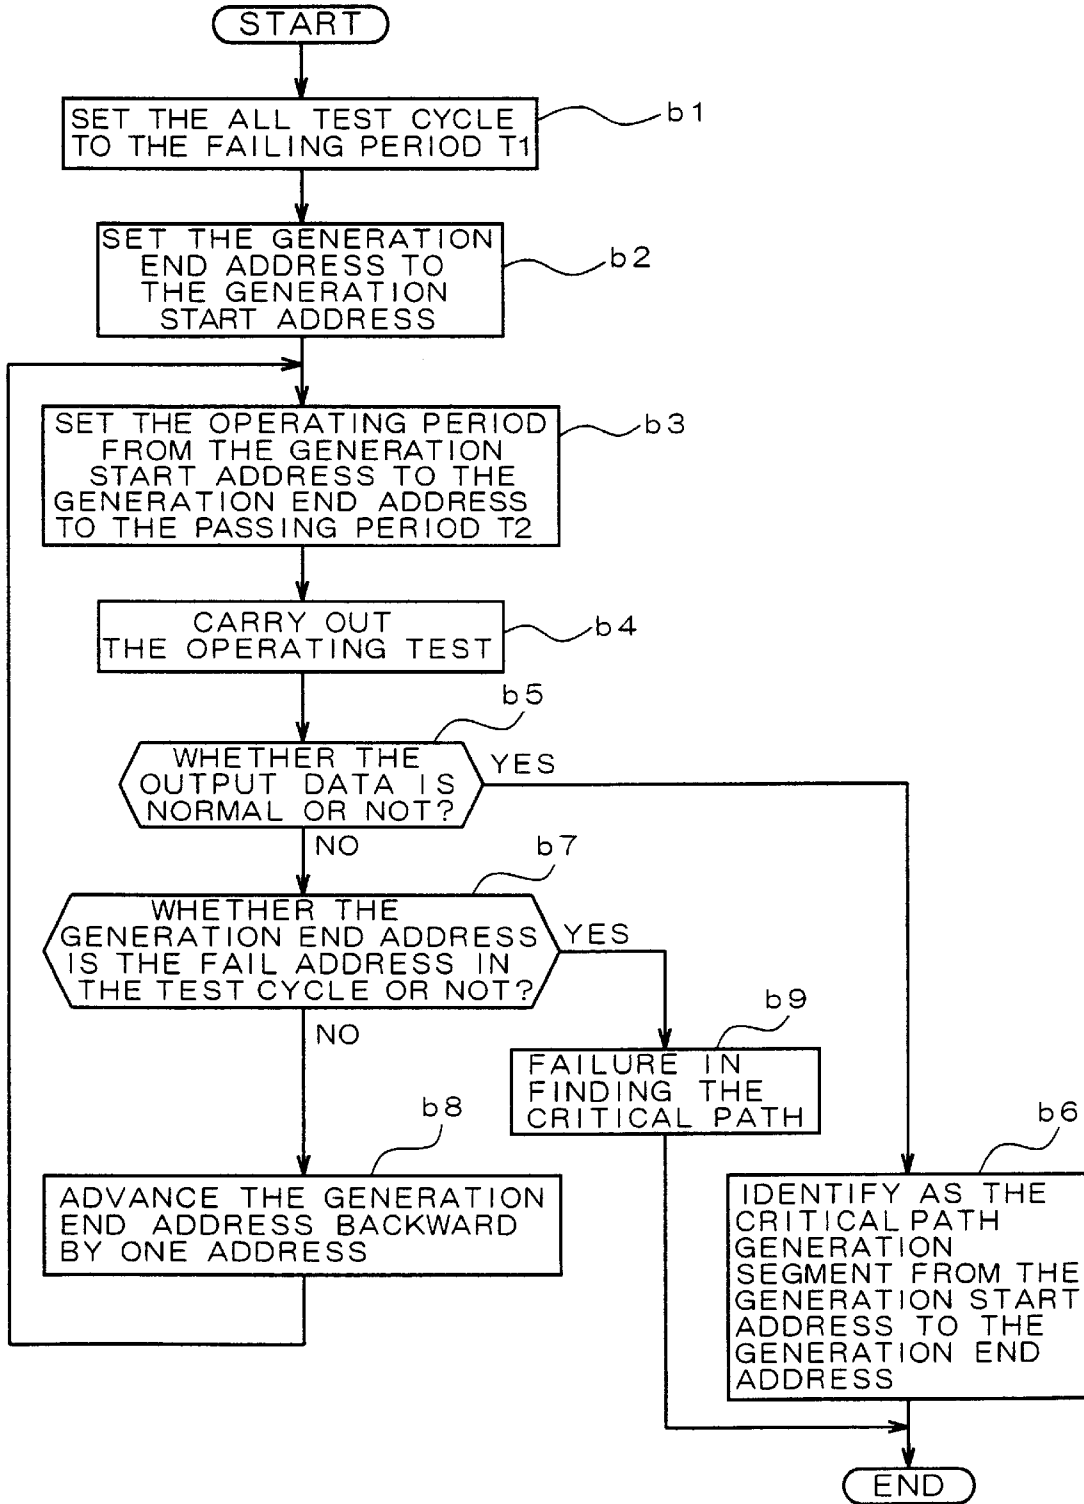 START
SET THE ALL TEST CYCLE
TO THE FAILING PERIOD T1
b1
SET THE GENERATION
END ADDRESS TO
THE GENERATION
START ADDRESS
b2
SET THE OPERATING PERIOD
FROM THE GENERATION
START ADDRESS TO THE
GENERATION END ADDRESS
TO THE PASSING PERIOD T2
b3
CARRY OUT
THE OPERATING TEST
b4
b5
WHETHER THE
OUTPUT DATA IS
NORMAL OR NOT?
YES
NO
b7
WHETHER THE
GENERATION END ADDRESS
IS THE FAIL ADDRESS IN
THE TEST CYCLE OR NOT?
YES
NO
b9
FAILURE IN
FINDING THE
CRITICAL PATH
b8
ADVANCE THE GENERATION
END ADDRESS BACKWARD
BY ONE ADDRESS
b6
IDENTIFY AS THE
CRITICAL PATH
GENERATION
SEGMENT FROM THE
GENERATION START
ADDRESS TO THE
GENERATION END
ADDRESS
END